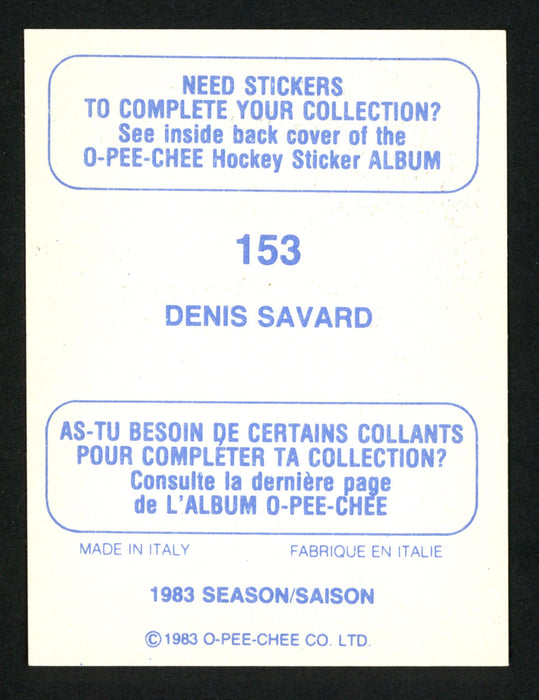 NEED STICKERS
TO COMPLETE YOUR COLLECTION?
See inside back cover of the
O-PEE-CHEE Hockey Sticker ALBUM
153
DENIS SAVARD
AS-TU BESOIN DE CERTAINS COLLANTS
POUR COMPLÉTER TA COLLECTION?
Consulte la dernière page
de L'ALBUM O-PEE-CHÉE
MADE IN ITALY FABRIQUE EN ITALIE
1983 SEASON/SAISON
© 1983 O-PEE-CHEE CO. LTD.